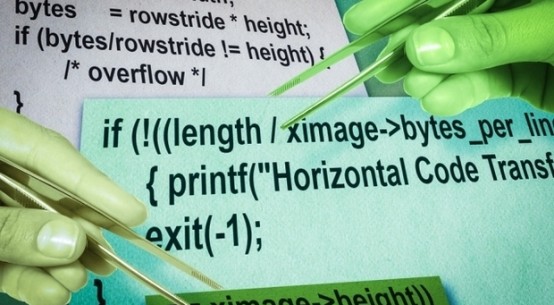 bytes = rowstride * height;
if (bytes/rowstride != height) {
/* overflow */
}
if (!((length / ximage->bytes_per_line
{ printf("Horizontal Code Transf
exit(-1);
}
ximage->height))